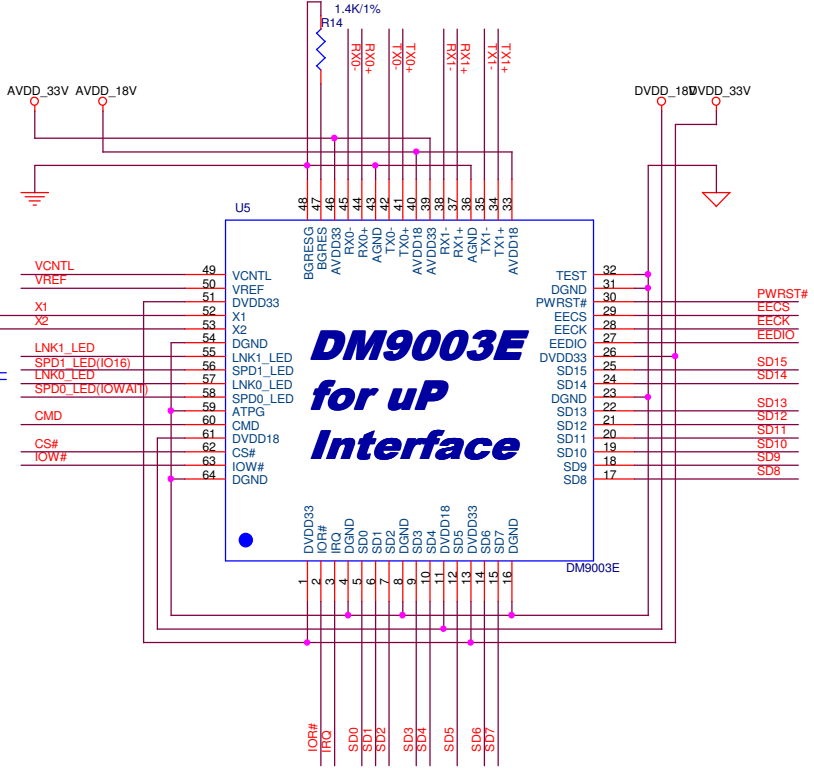 1.4K/1%
R14
RX0-
RX0+
TX0-
TX0+
RX1-
RX1+
TX1-
TX1+
AVDD_33V
AVDD_18V
DVDD_18V
DVDD_33V
U5
48
47
46
45
44
43
42
41
40
39
38
37
36
35
34
33
BGRESG
BGRES
AVDD33
RX0-
RX0+
AGND
TX0-
TX0+
AVDD18
AVDD33
RX1-
RX1+
AGND
TX1-
TX1+
AVDD18
VCNTL 49 VCNTL
VREF 50 VREF
51 DVDD33
X1 52 X1
X2 53 X2
54 DGND
LNK1_LED 55 LNK1_LED
SPD1_LED(IO16) 56 SPD1_LED
LNK0_LED 57 LNK0_LED
SPD0_LED(IOWAIT) 58 SPD0_LED
59 ATPG
CMD 60 CMD
61 DVDD18
CS# 62 CS#
IOW# 63 IOW#
64 DGND
DM9003E
for uP
Interface
TEST 32
DGND 31
PWRST# 30 PWRST#
EECS 29 EECS
EECK 28 EECK
EEDIO 27 EEDIO
DVDD33 26
SD15 25 SD15
SD14 24 SD14
DGND 23
SD13 22 SD13
SD12 21 SD12
SD11 20 SD11
SD10 19 SD10
SD9 18 SD9
SD8 17 SD8
DVDD33
IOR#
IRQ
DGND
SD0
SD1
SD2
DGND
SD3
SD4
DVDD18
SD5
DVDD33
SD6
SD7
DGND
DM9003E
1
2
3
4
5
6
7
8
9
10
11
12
13
14
15
16
IOR#
IRQ
SD0
SD1
SD2
SD3
SD4
SD5
SD6
SD7